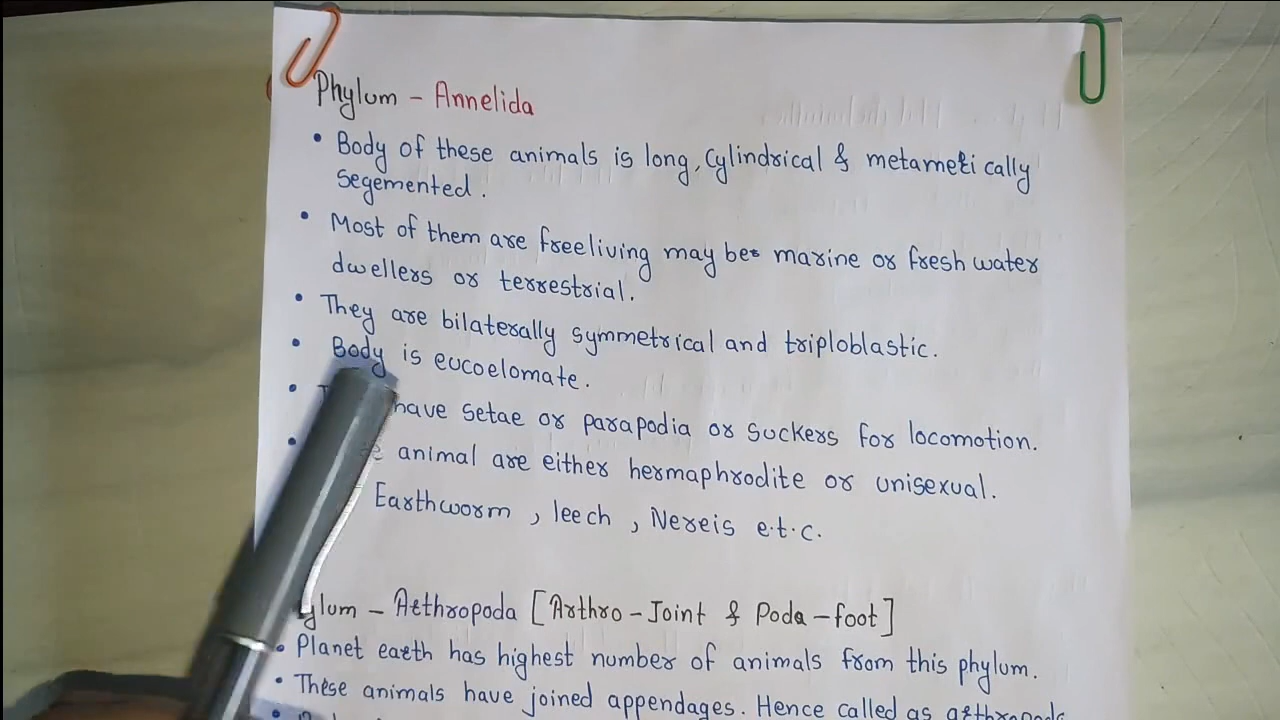 Phylum - Annelida
• Body of these animals is long, Cylindrical & metamerically
segemented.
• Most of them are freeliving may be marine or fresh water
dwellers or terrestrial.
• They are bilaterally symmetrical and triploblastic.
• Body is eucoelomate.
• have setae or parapodia or suckers for locomotion.
• animal are either hermaphrodite or unisexual.
Earthworm , leech , Nereis e.t.c.
ylum - Arthropoda [Arthro - Joint & Poda - foot]
• Planet earth has highest number of animals from this phylum.
• These animals have joined appendages. Hence called as arthropoda